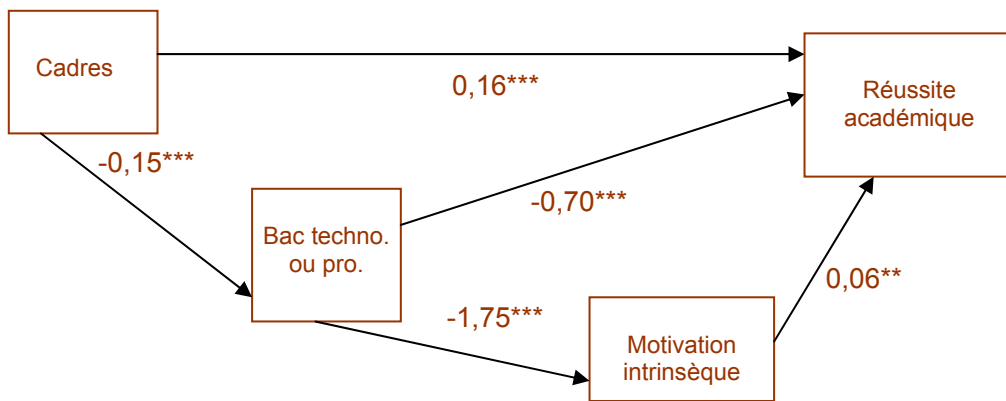 Cadres
0,16***
Réussite
académique
-0,15***
Bac techno.
ou pro.
-0,70***
-1,75***
0,06**
Motivation
intrinsèque